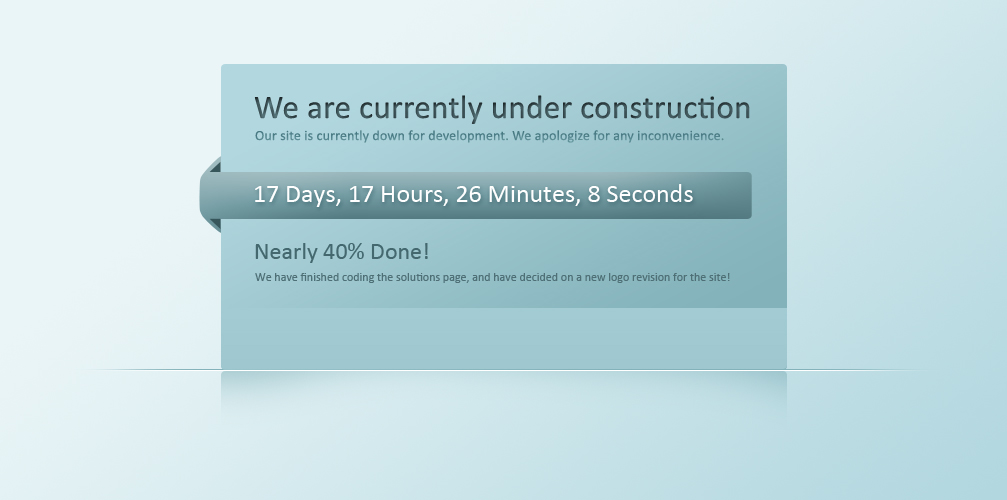 We are currently under construction
Our site is currently down for development. We apologize for any inconvenience.
17 Days, 17 Hours, 26 Minutes, 8 Seconds
Nearly 40% Done!
We have finished coding the solutions page, and have decided on a new logo revision for the site!